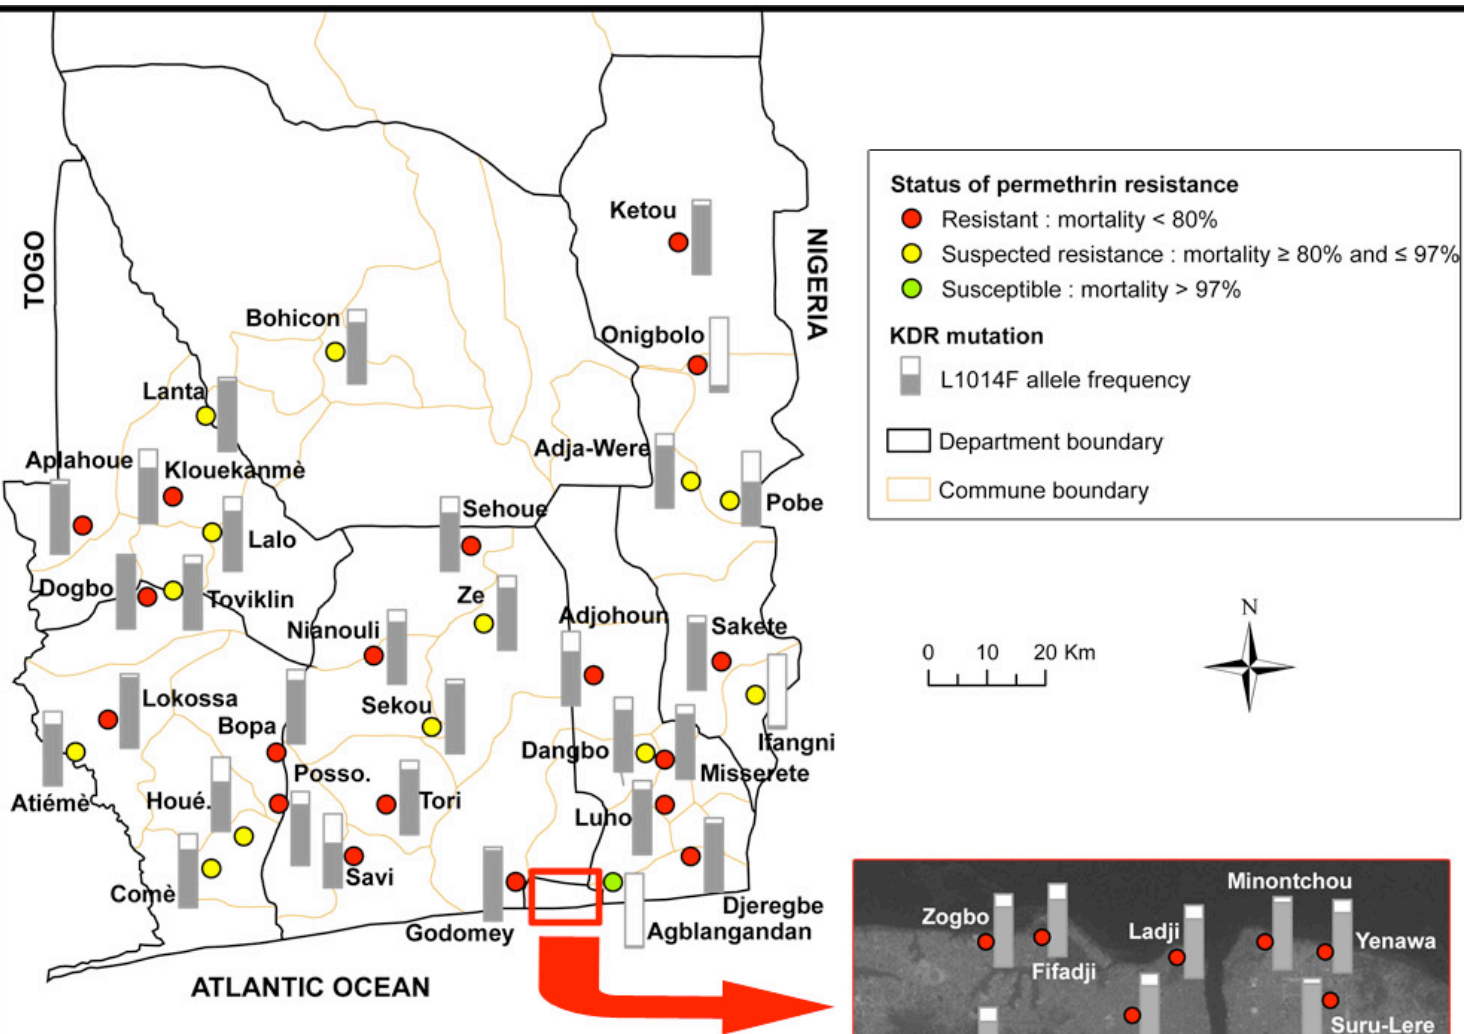 Ketou
TOGO
NIGERIA
Bohicon
Onigbolo
Lanta
Adja-Were
Aplahoue
Klouekanmè
Pobe
Sehoue
Lalo
Dogbo
Toviklin
Ze
Adjohoun
Nianouli
Sakete
Lokossa
Sekou
Bopa
Ifangni
Dangbo
Misserete
Posso.
Atiémè
Houé.
Tori
Luho
Savi
Comè
Djeregbe
Godomey
Agblangandan
ATLANTIC OCEAN
Status of permethrin resistance
Resistant : mortality < 80%
Suspected resistance : mortality ≥ 80% and ≤ 97%
Susceptible : mortality > 97%
KDR mutation
L1014F allele frequency
Department boundary
Commune boundary
N
0 10 20 Km
Minontchou
Zogbo
Ladji
Yenawa
Fifadji
Suru-Lere